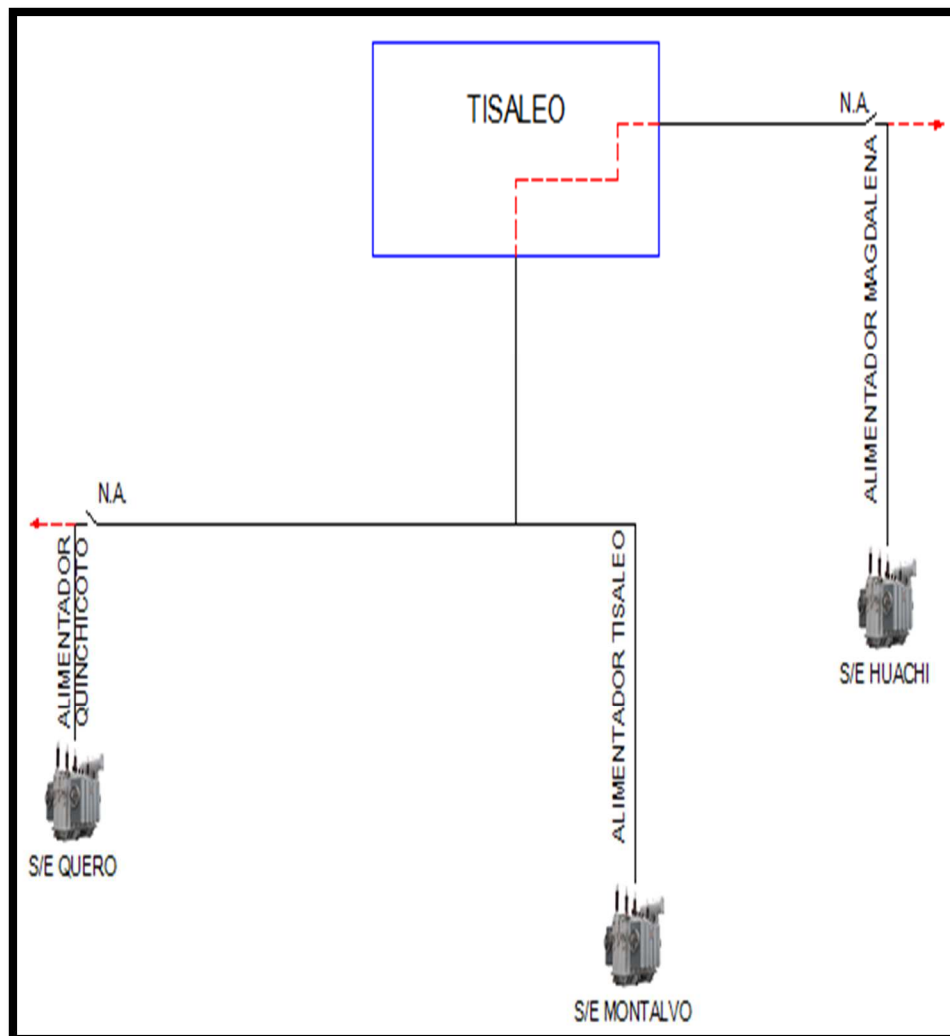 TISALEO
N.A.
ALIMENTADOR MAGDALENA
S/E HUACHI
N.A.
ALIMENTADOR
QUINCHICOTO
S/E QUERO
ALIMENTADOR TISALEO
S/E MONTALVO